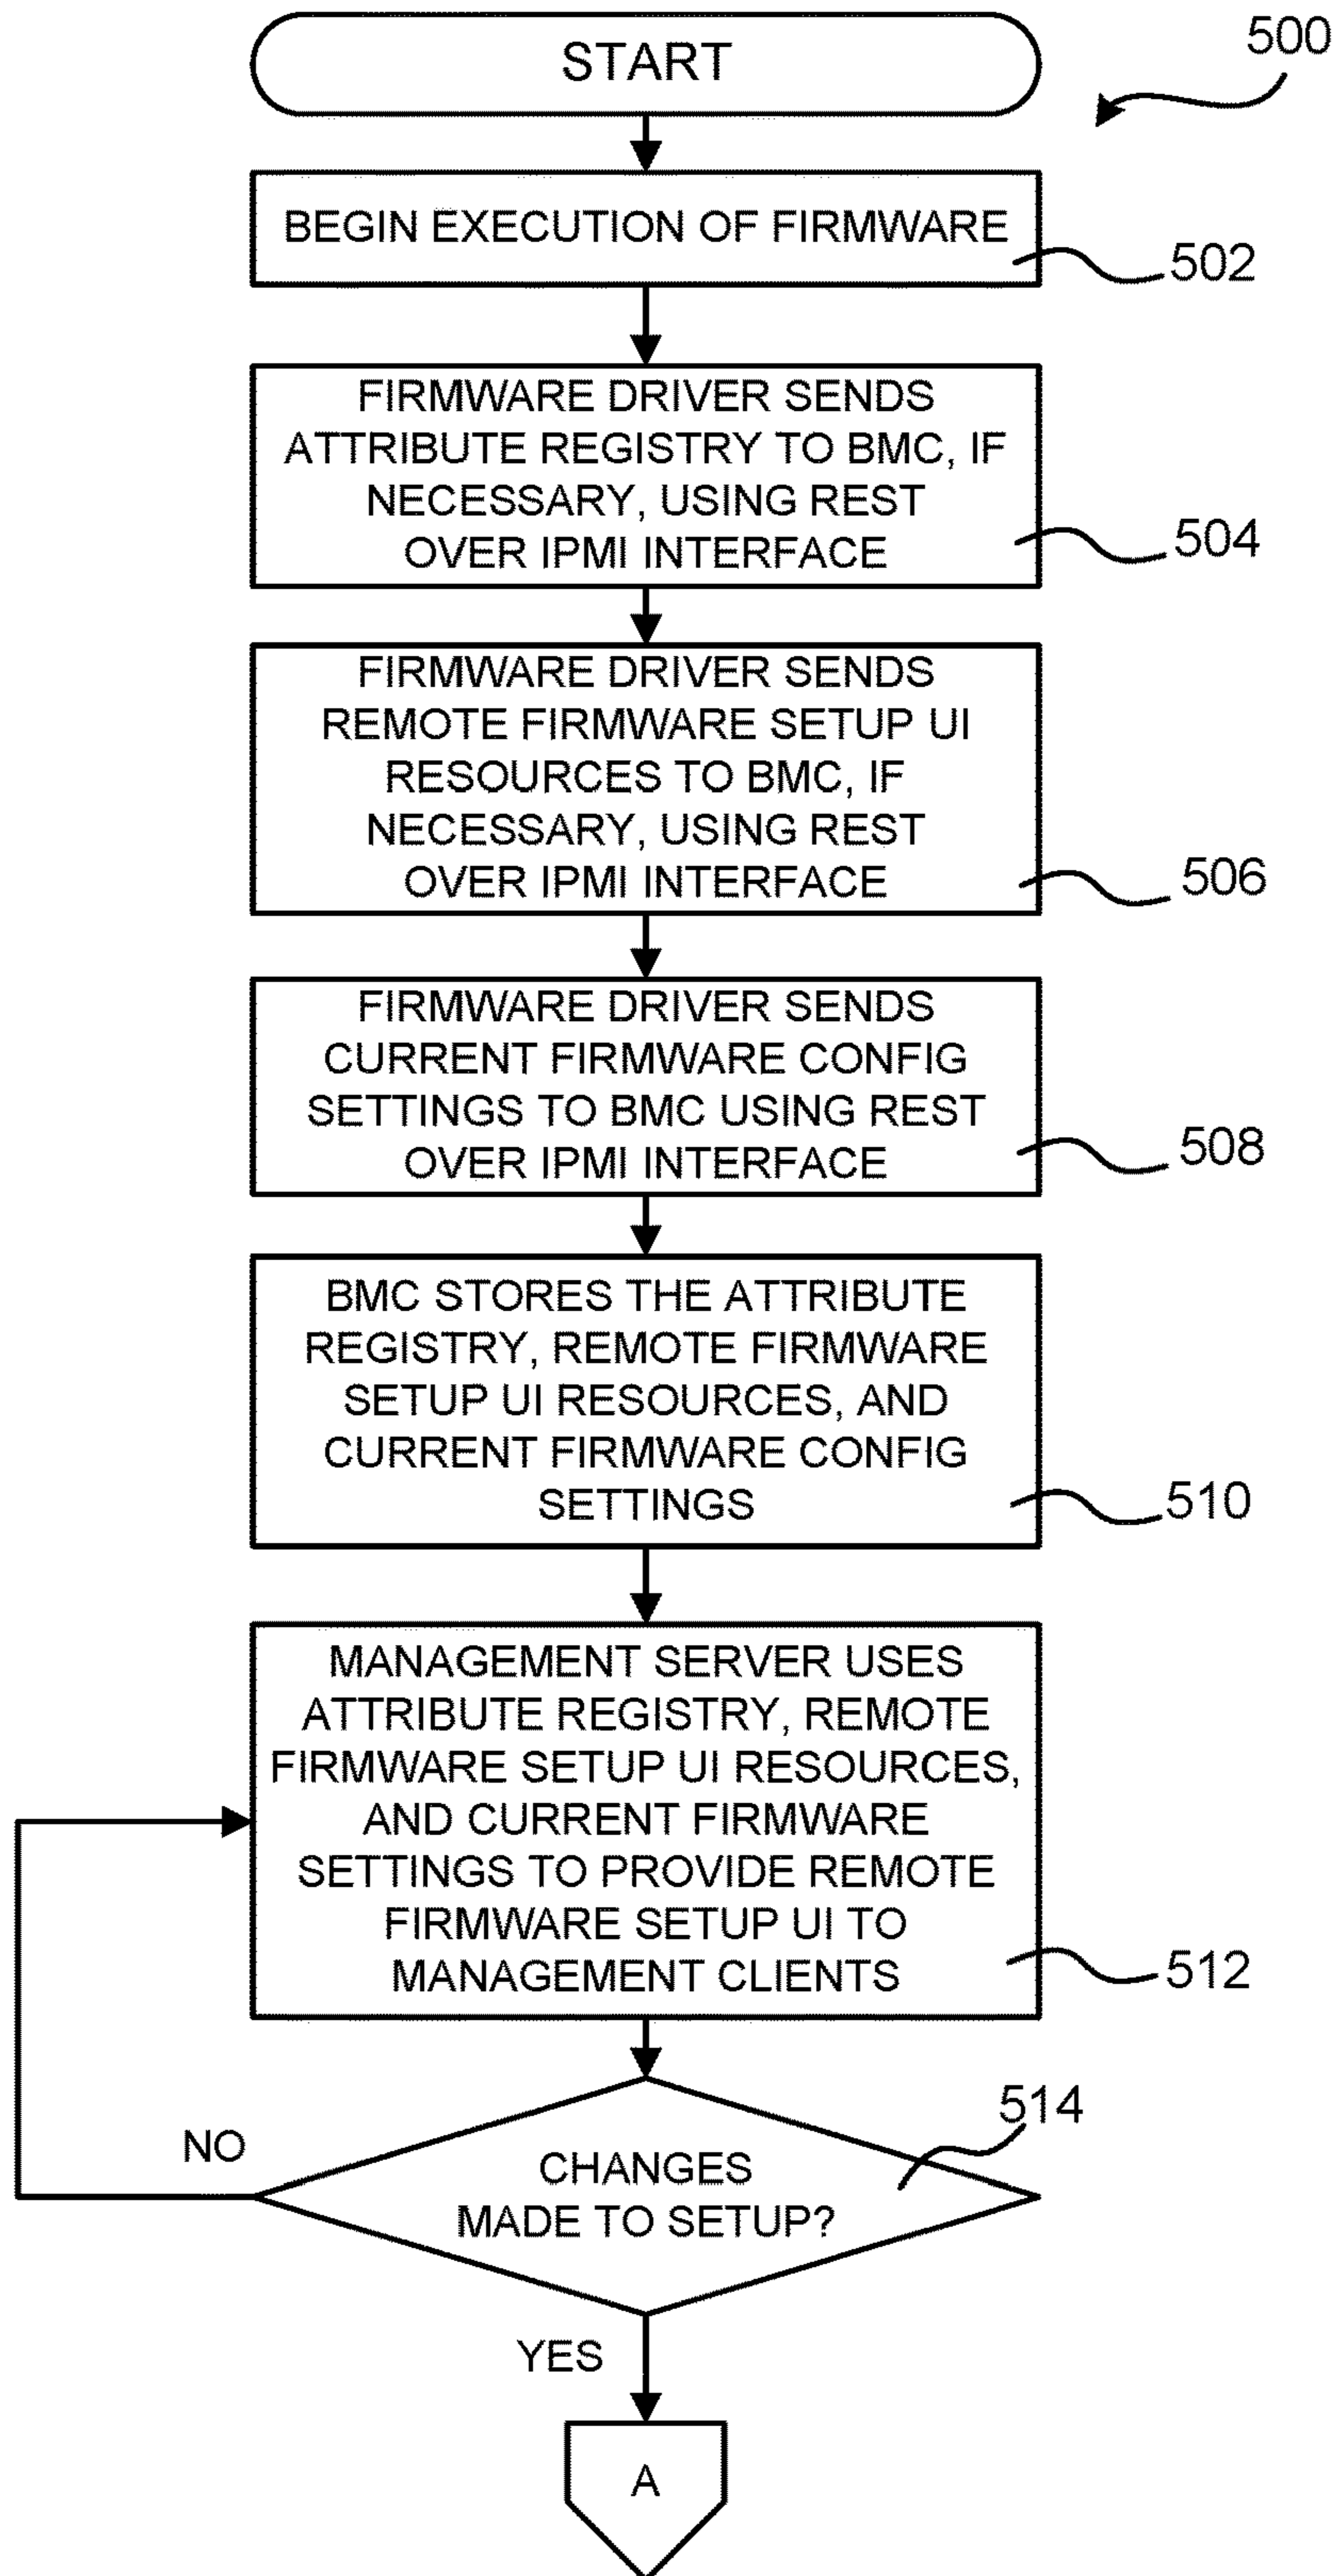 START
500
BEGIN EXECUTION OF FIRMWARE
502
FIRMWARE DRIVER SENDS
ATTRIBUTE REGISTRY TO BMC, IF
NECESSARY, USING REST
OVER IPMI INTERFACE
504
FIRMWARE DRIVER SENDS
REMOTE FIRMWARE SETUP UI
RESOURCES TO BMC, IF
NECESSARY, USING REST
OVER IPMI INTERFACE
506
FIRMWARE DRIVER SENDS
CURRENT FIRMWARE CONFIG
SETTINGS TO BMC USING REST
OVER IPMI INTERFACE
508
BMC STORES THE ATTRIBUTE
REGISTRY, REMOTE FIRMWARE
SETUP UI RESOURCES, AND
CURRENT FIRMWARE CONFIG
SETTINGS
510
MANAGEMENT SERVER USES
ATTRIBUTE REGISTRY, REMOTE
FIRMWARE SETUP UI RESOURCES,
AND CURRENT FIRMWARE
SETTINGS TO PROVIDE REMOTE
FIRMWARE SETUP UI TO
MANAGEMENT CLIENTS
512
514
NO
CHANGES
MADE TO SETUP?
YES
A